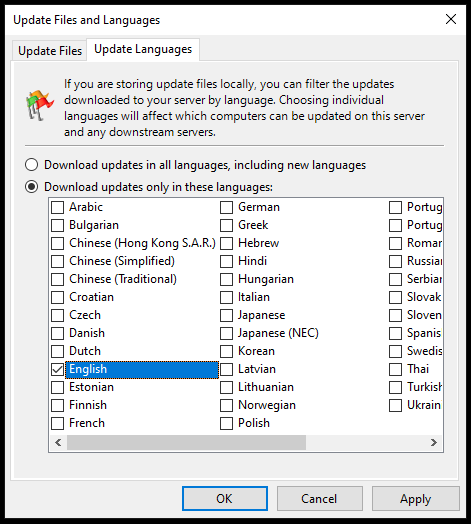 Update Files and Languages
Update Files
Update Languages
If you are storing update files locally, you can filter the updates
downloaded to your server by language. Choosing individual
languages will affect which computers can be updated on this server
and any downstream servers.
Download updates in all languages, including new languages
Download updates only in these languages:
Arabic
Bulgarian
Chinese (Hong Kong S.A.R.)
Chinese (Simplified)
Chinese (Traditional)
Croatian
Czech
Danish
Dutch
English
Estonian
Finnish
French
German
Greek
Hebrew
Hindi
Hungarian
Italian
Japanese
Japanese (NEC)
Korean
Latvian
Lithuanian
Norwegian
Polish
Portug
Portug
Roman
Russian
Serbian
Slovak
Sloven
Spanis
Swedis
Thai
Turkish
Ukrain
OK
Cancel
Apply